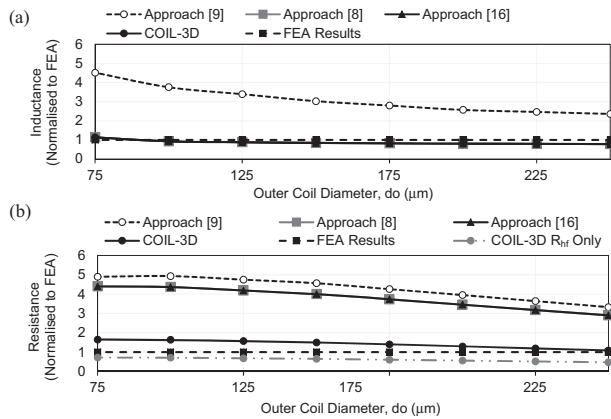 (a)
Approach [9] Approach [8] Approach [16]
COIL-3D FEA Results
Inductance
(Normalised to FEA)
6
5
4
3
2
1
0
75 125 175 225
Outer Coil Diameter, do (μm)
(b)
Approach [9] Approach [8] Approach [16]
COIL-3D FEA Results COIL-3D Rhf Only
Resistance
(Normalised to FEA)
6
5
4
3
2
1
0
75 125 175 225
Outer Coil Diameter, do (μm)